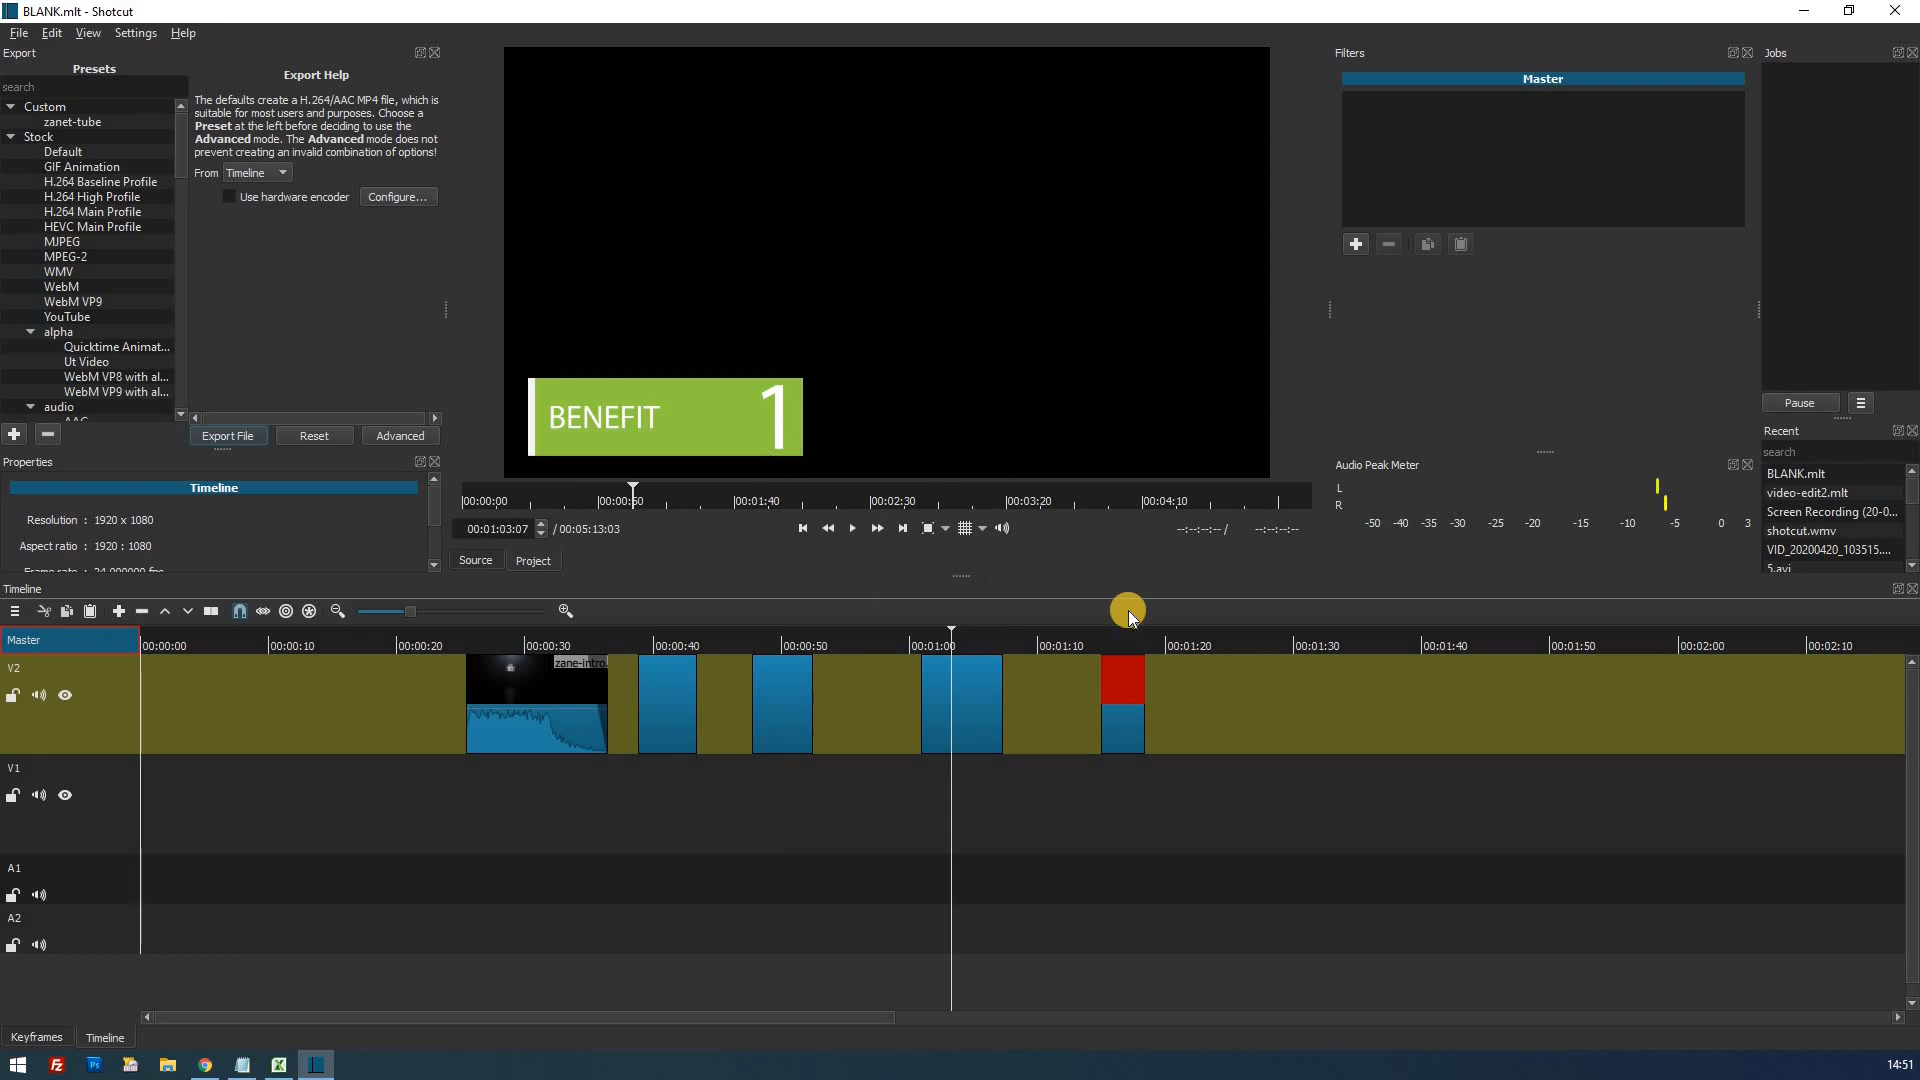 BLANK.mlt - Shotcut
File Edit View Settings Help
Export
Presets
search
Custom
zanet-tube
Stock
Default
GIF Animation
H.264 Baseline Profile
H.264 High Profile
H.264 Main Profile
HEVC Main Profile
MJPEG
MPEG-2
WMV
WebM
WebM VP9
YouTube
alpha
Quicktime Animat...
Ut Video
WebM VP8 with al...
WebM VP9 with al...
audio
Export Help
The defaults create a H.264/AAC MP4 file, which is
suitable for most users and purposes. Choose a
Preset at the left before deciding to use the
Advanced mode. The Advanced mode does not
prevent creating an invalid combination of options!
From Timeline
Use hardware encoder Configure...
Export File Reset Advanced
Properties
Timeline
Resolution : 1920 x 1080
Aspect ratio : 1920 : 1080
BENEFIT 1
00:00:00 00:00:50 00:01:40 00:02:30 00:03:20 00:04:10
00:01:03:07 / 00:05:13:03 --:--:--:-- / --:--:--:--
Source Project
Filters
Master
Audio Peak Meter
L
R
-50 -40 -35 -30 -25 -20 -15 -10 -5 0 3
Jobs
Pause
Recent
search
BLANK.mlt
video-edit2.mlt
Screen Recording (20-0...
shotcut.wmv
VID_20200420_103515....
5.avi
Timeline
Master
00:00:00 00:00:10 00:00:20 00:00:30 00:00:40 00:00:50 00:01:00 00:01:10 00:01:20 00:01:30 00:01:40 00:01:50 00:02:00 00:02:10
V2
zane-intro.
V1
A1
A2
Keyframes Timeline
Ps
14:51